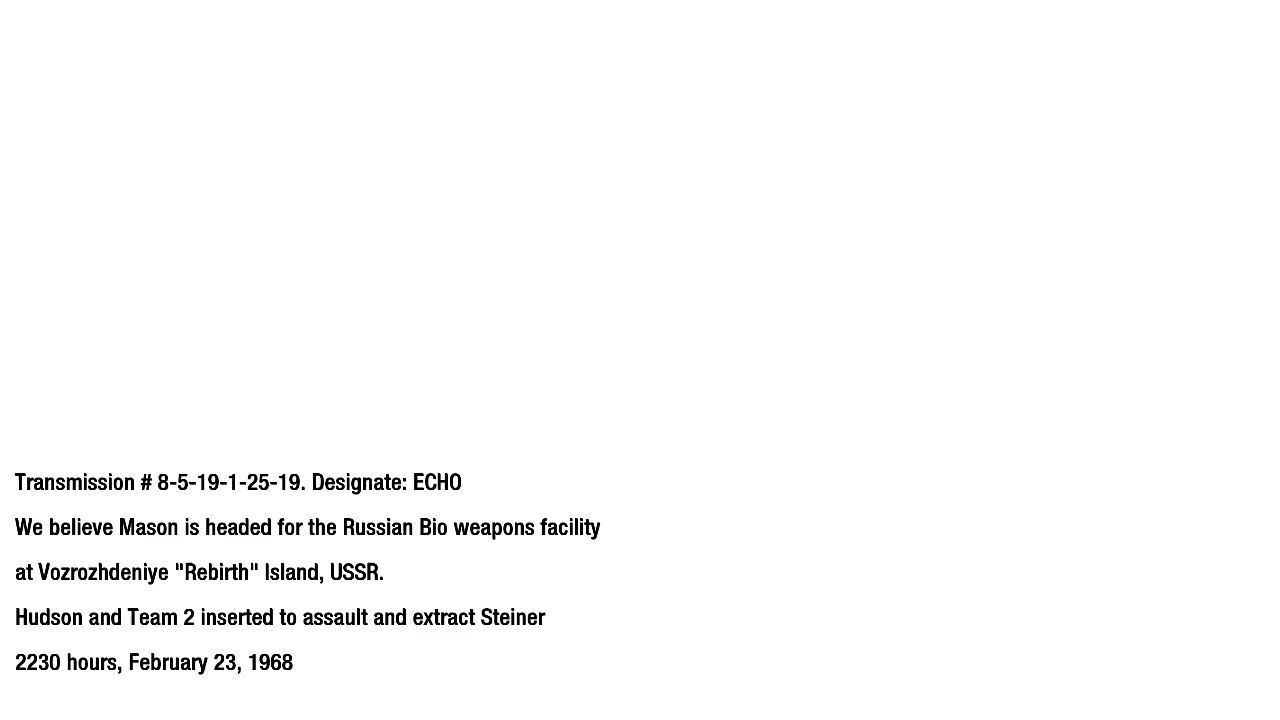 Transmission # 8-5-19-1-25-19. Designate: ECHO
We believe Mason is headed for the Russian Bio weapons facility
at Vozrozhdeniye "Rebirth" Island, USSR.
Hudson and Team 2 inserted to assault and extract Steiner
2230 hours, February 23, 1968